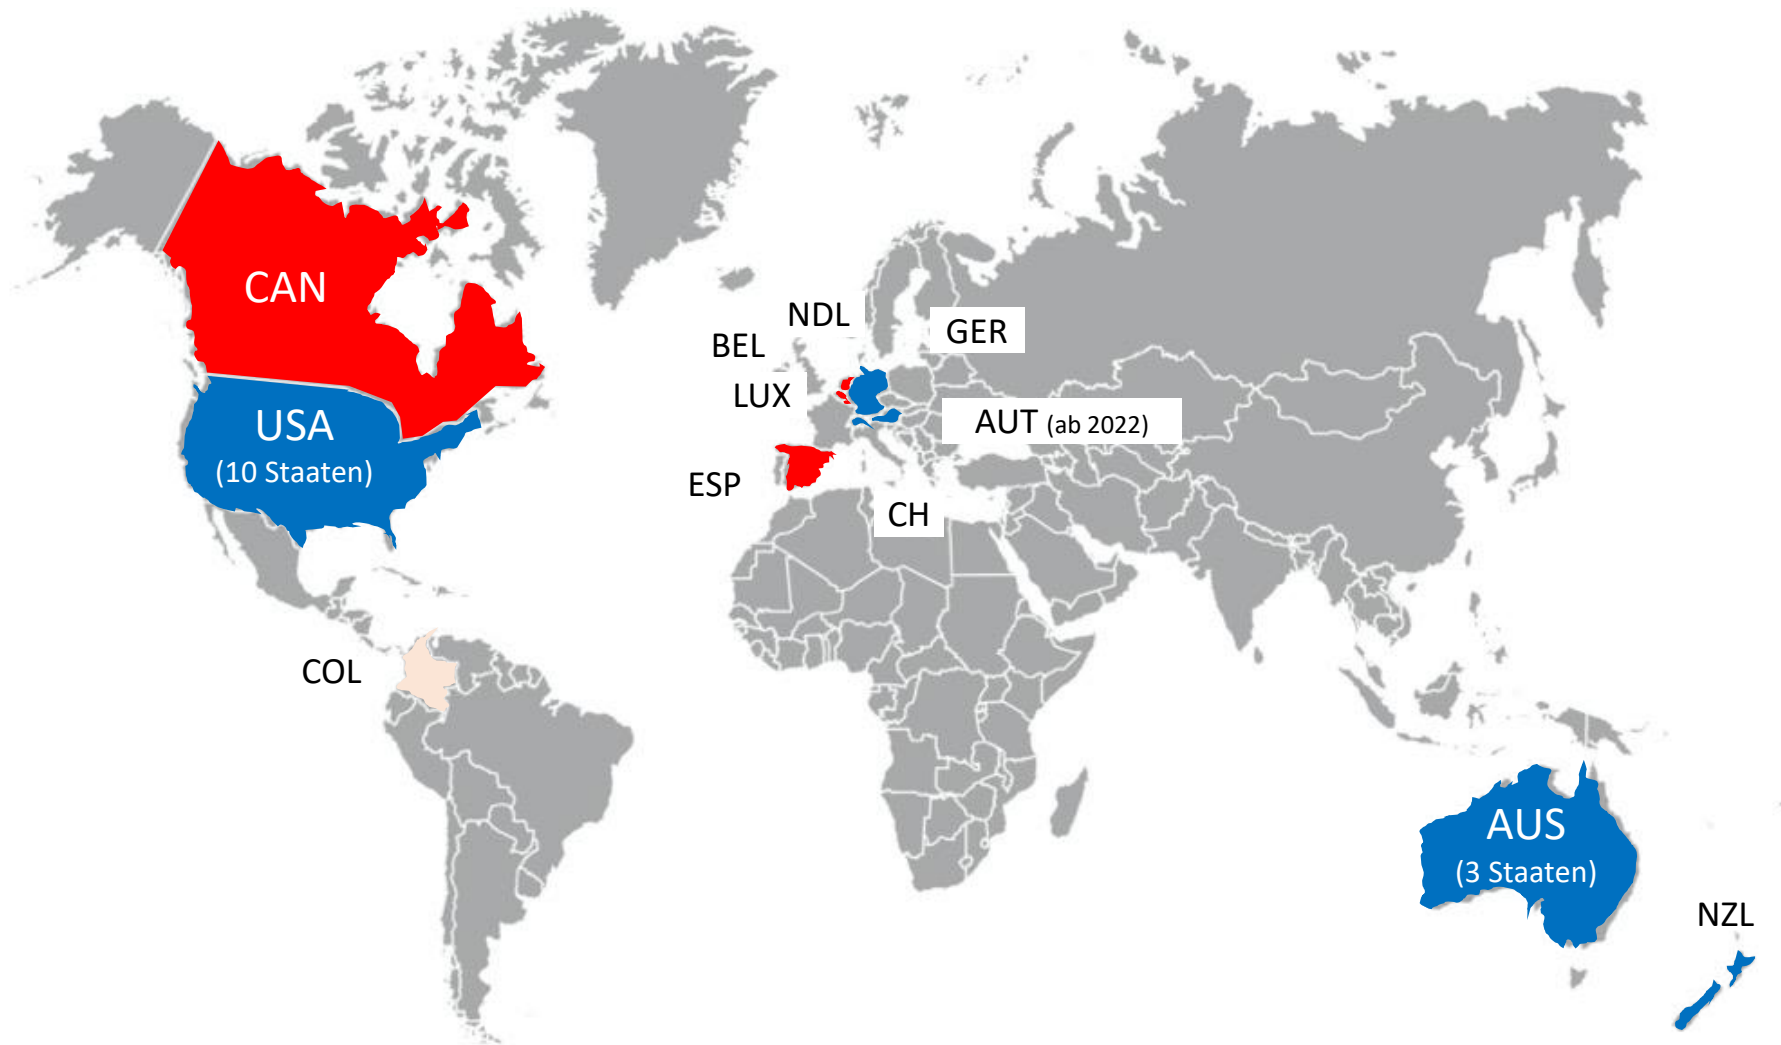 CAN
USA
(10 Staaten)
NDL
GER
BEL
LUX
AUT (ab 2022)
ESP
CH
COL
AUS
(3 Staaten)
NZL